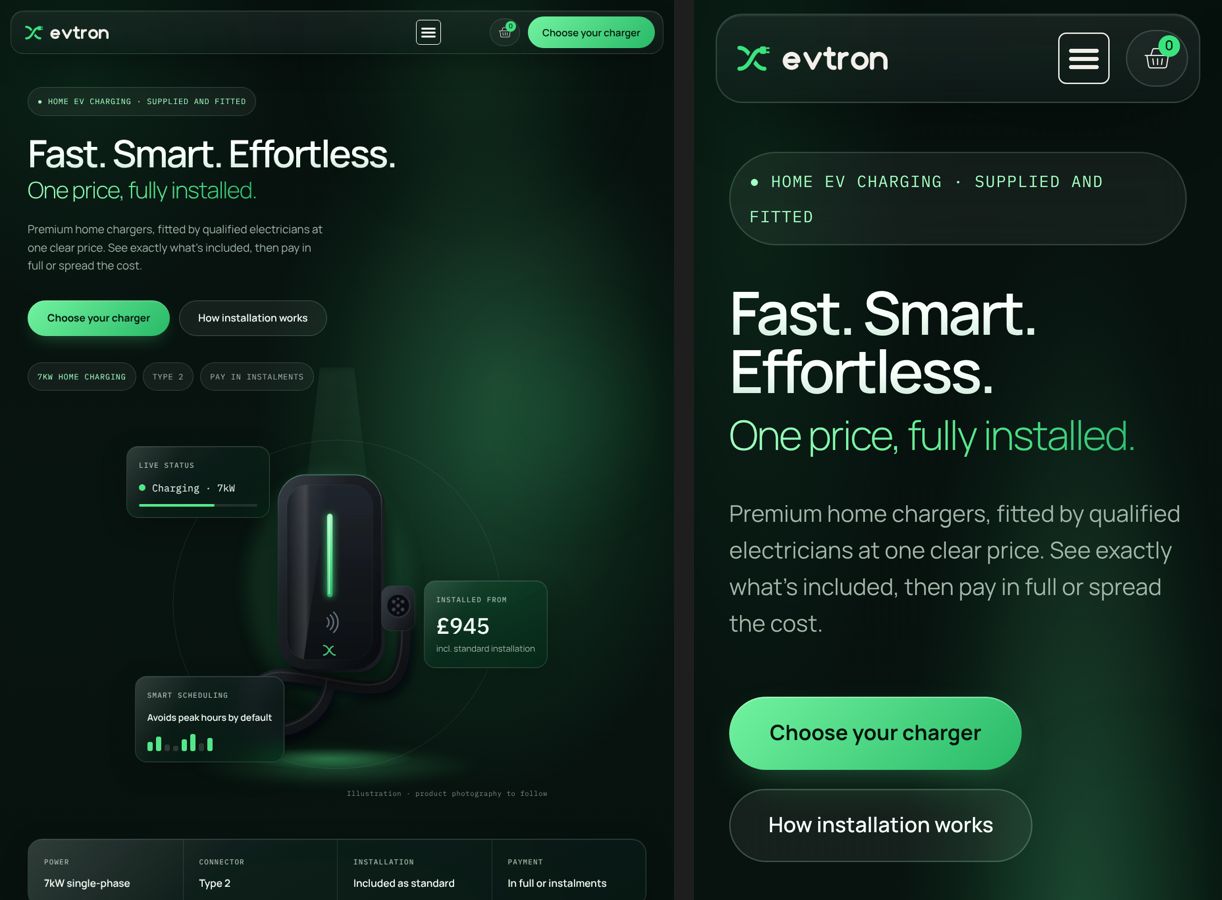 evtron
0
Choose your charger
● HOME EV CHARGING · SUPPLIED AND FITTED
Fast. Smart. Effortless.
One price, fully installed.
Premium home chargers, fitted by qualified electricians at
one clear price. See exactly what's included, then pay in
full or spread the cost.
Choose your charger
How installation works
7KW HOME CHARGING
TYPE 2
PAY IN INSTALMENTS
LIVE STATUS
Charging · 7kW
INSTALLED FROM
£945
incl. standard installation
SMART SCHEDULING
Avoids peak hours by default
Illustration · product photography to follow
POWER
7kW single-phase
CONNECTOR
Type 2
INSTALLATION
Included as standard
PAYMENT
In full or instalments
evtron
0
● HOME EV CHARGING · SUPPLIED AND
FITTED
Fast. Smart.
Effortless.
One price, fully installed.
Premium home chargers, fitted by qualified
electricians at one clear price. See exactly
what's included, then pay in full or spread
the cost.
Choose your charger
How installation works